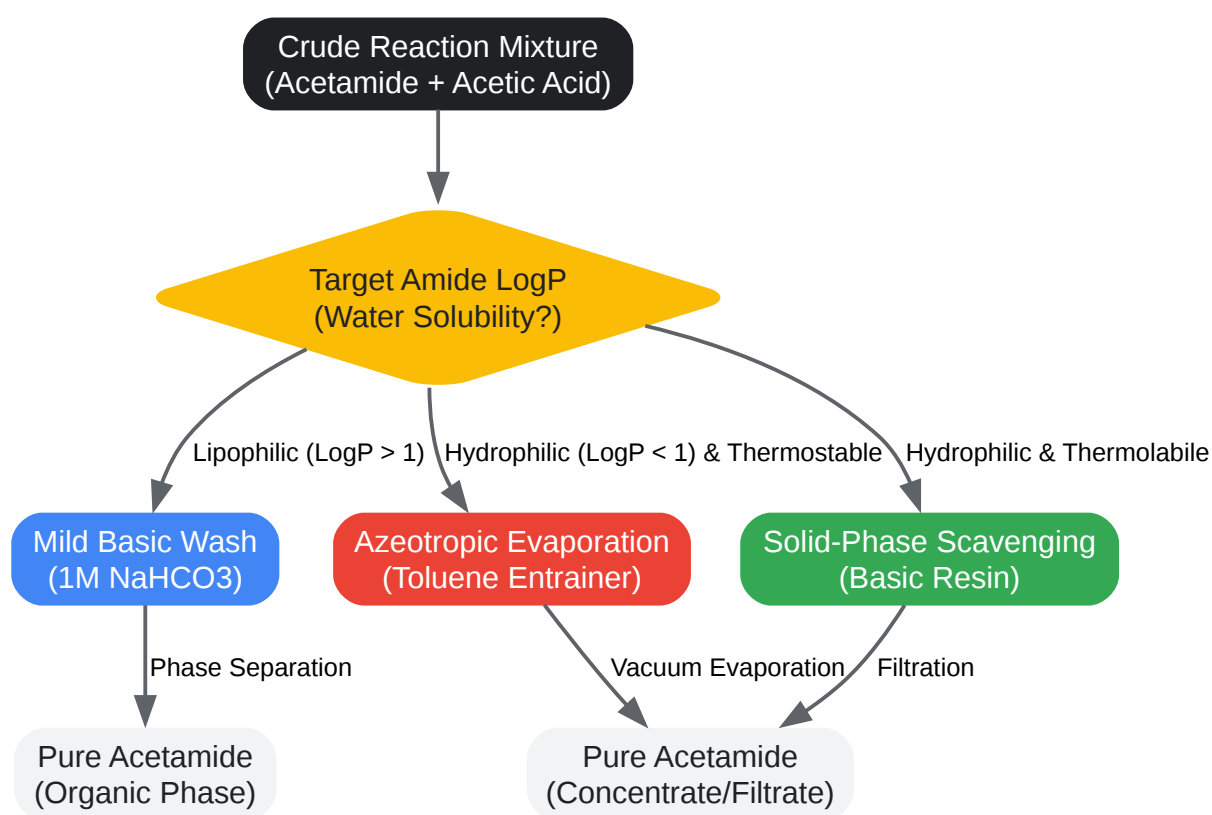 Crude Reaction Mixture
(Acetamide + Acetic Acid)
Target Amide LogP
(Water Solubility?)
Lipophilic (LogP > 1)
Hydrophilic (LogP < 1) & Thermostable
Hydrophilic & Thermolabile
Mild Basic Wash
(1M NaHCO3)
Azeotropic Evaporation
(Toluene Entrainer)
Solid-Phase Scavenging
(Basic Resin)
Phase Separation
Vacuum Evaporation
Filtration
Pure Acetamide
(Organic Phase)
Pure Acetamide
(Concentrate/Filtrate)